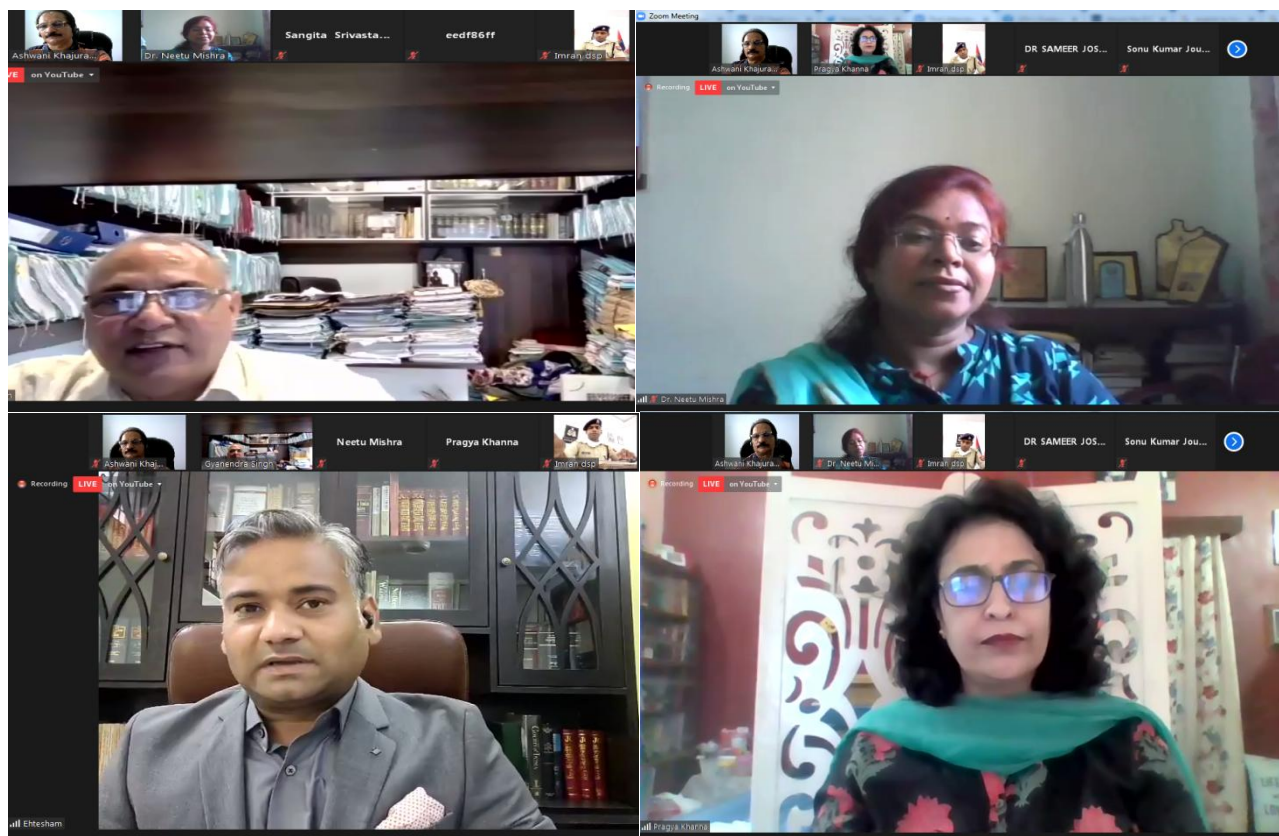 Ashwani Khajura...
Dr. Neetu Mishra
Sangita Srivasta...
eedf86ff
Imran dsp
VE on YouTube
Zoom Meeting
Ashwani Khajura...
Pragya Khanna
Imran dsp
DR SAMEER JOS...
Sonu Kumar Jou...
Recording LIVE on YouTube
Dr. Neetu Mishra
Ashwani Khaj...
Gyanendra Singh
Neetu Mishra
Pragya Khanna
Imran dsp
Recording LIVE on YouTube
Ehtesham
Ashwani Khajura...
Dr. Neetu Mi...
Imran dsp
DR SAMEER JOS...
Sonu Kumar Jou...
Recording LIVE on YouTube
Pragya Khanna